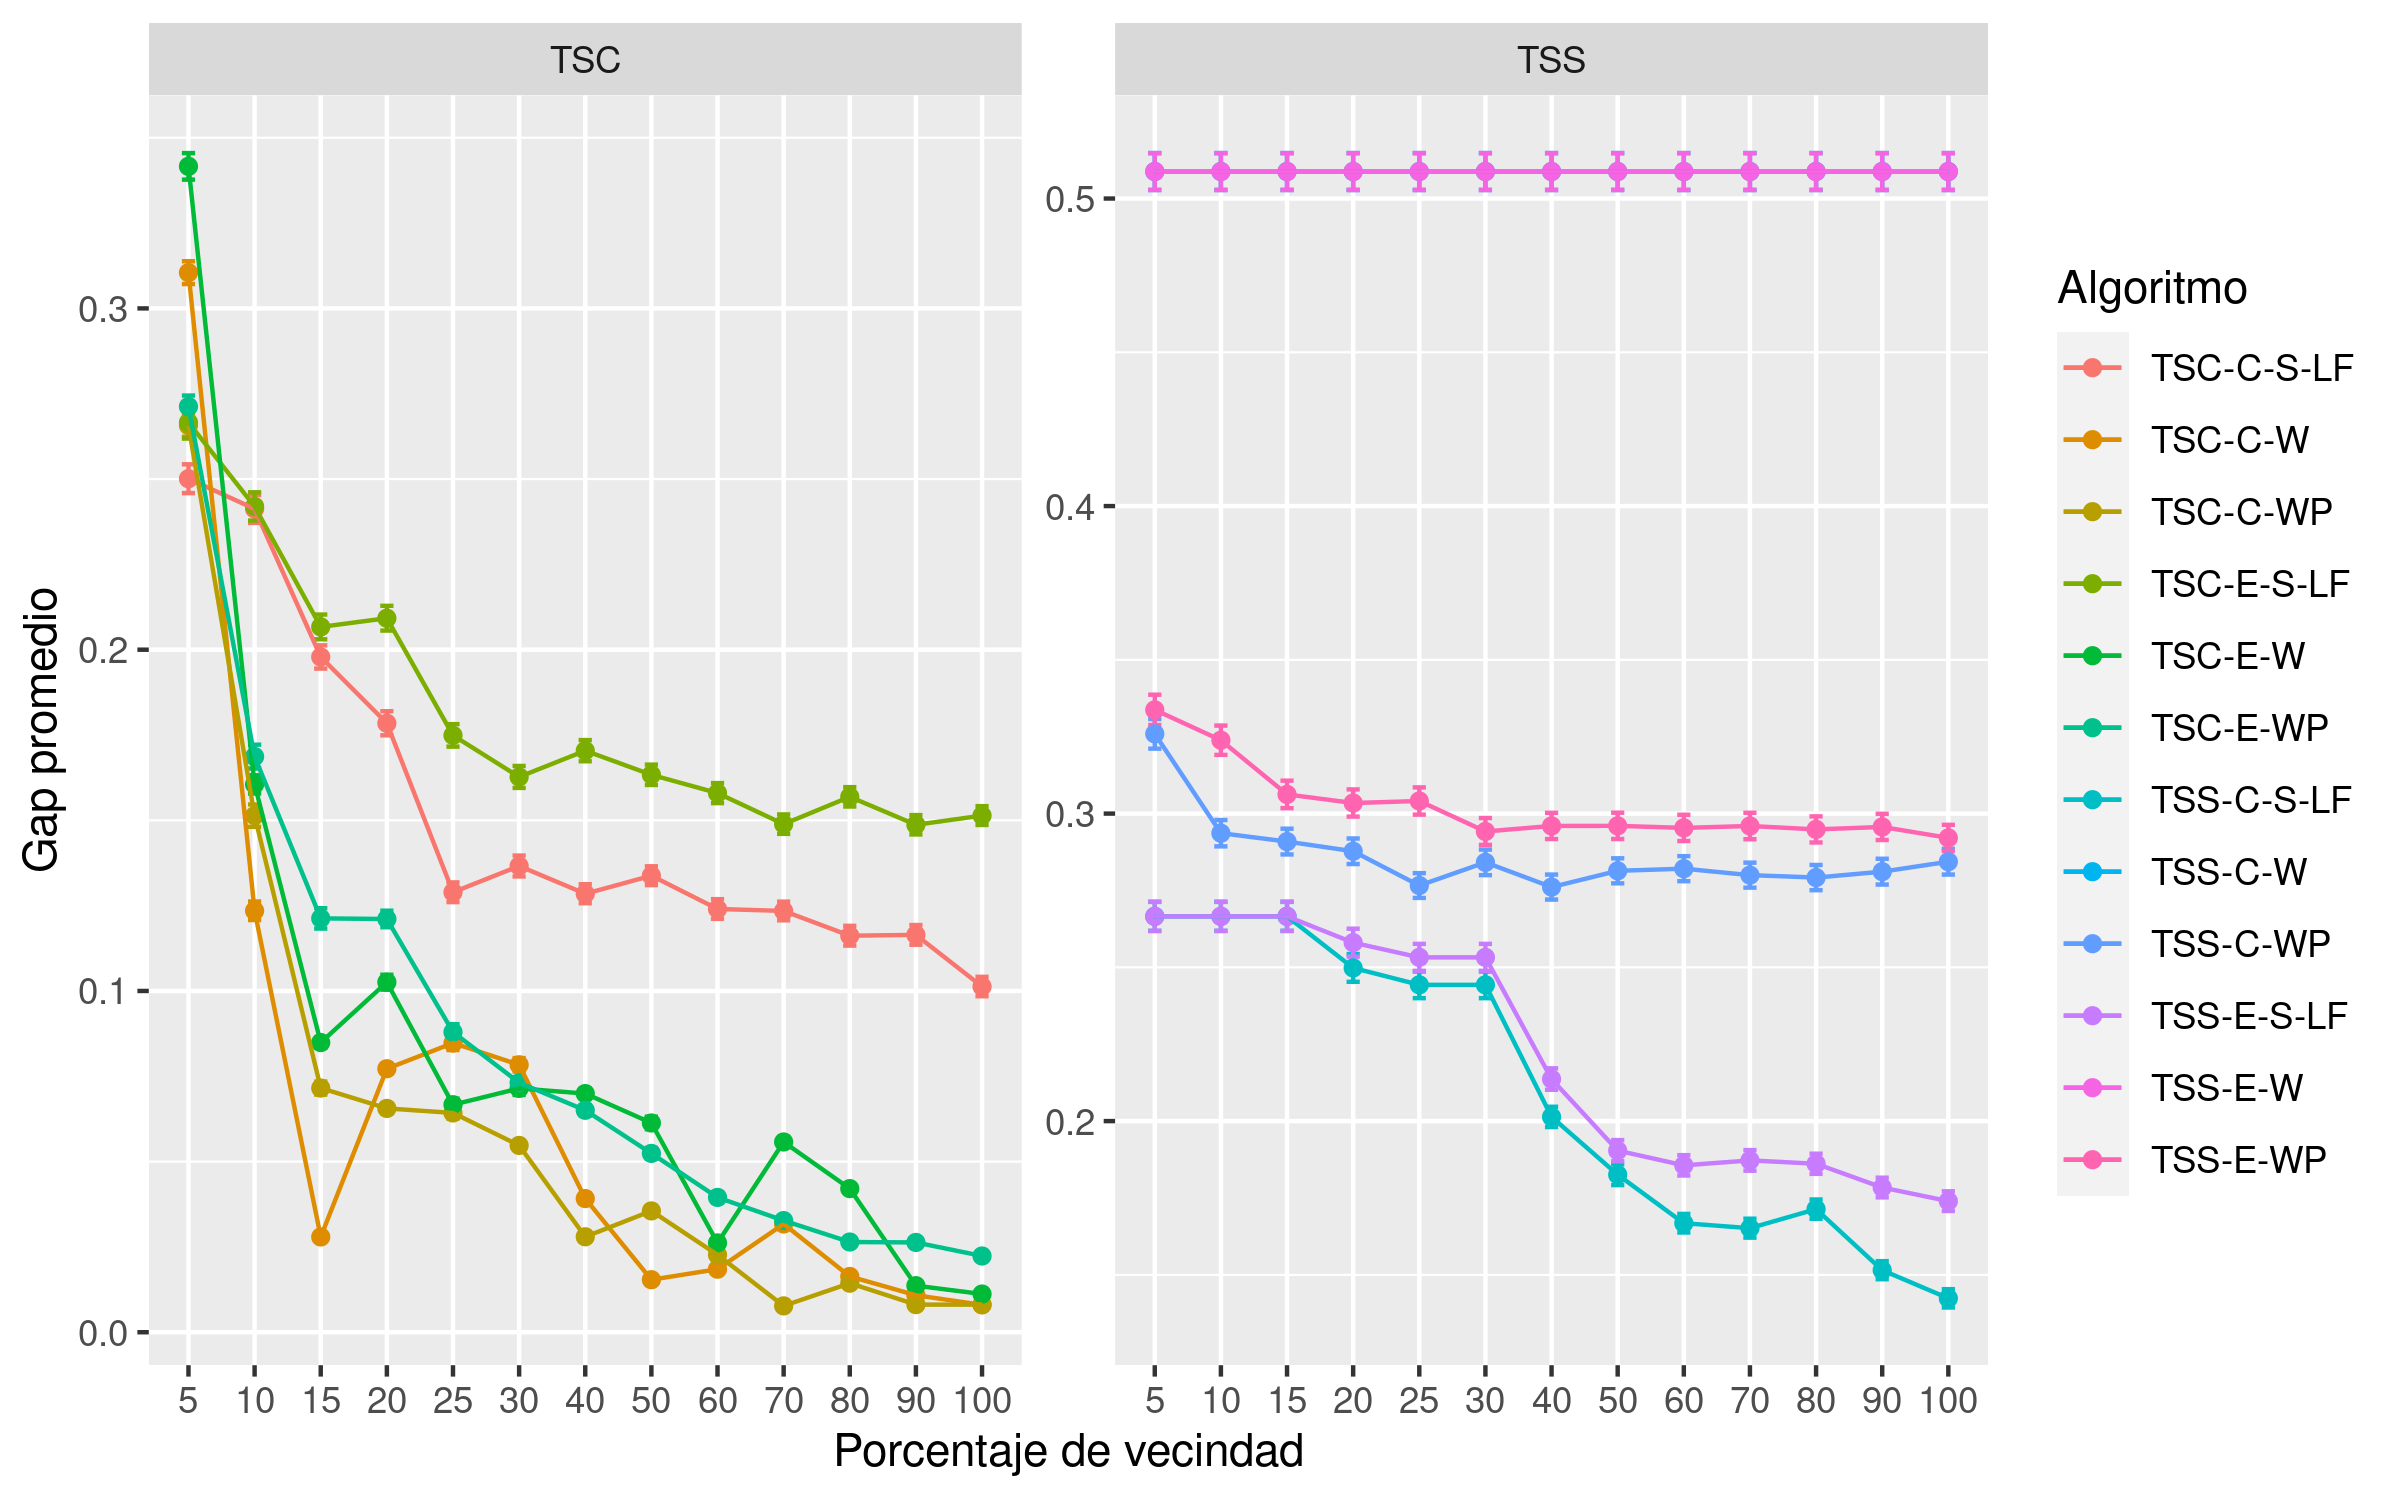 TSC
TSS
Gap promedio
0.3
0.2
0.1
0.0
0.5
0.4
0.3
0.2
5 10 15 20 25 30 40 50 60 70 80 90 100
5 10 15 20 25 30 40 50 60 70 80 90 100
Porcentaje de vecindad
Algoritmo
TSC-C-S-LF
TSC-C-W
TSC-C-WP
TSC-E-S-LF
TSC-E-W
TSC-E-WP
TSS-C-S-LF
TSS-C-W
TSS-C-WP
TSS-E-S-LF
TSS-E-W
TSS-E-WP